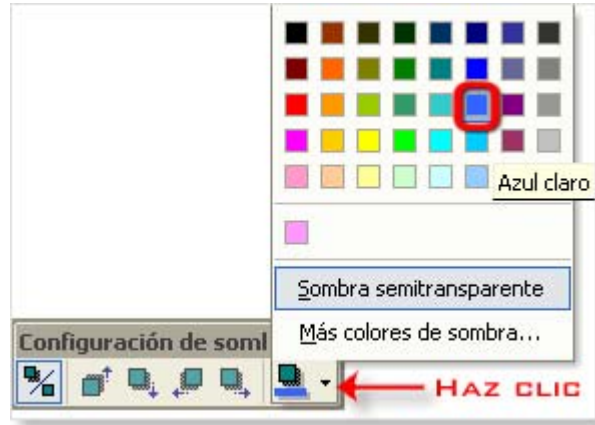 Azul claro
Sombra semitransparente
Más colores de sombra...
Configuración de soml
HAZ CLIC